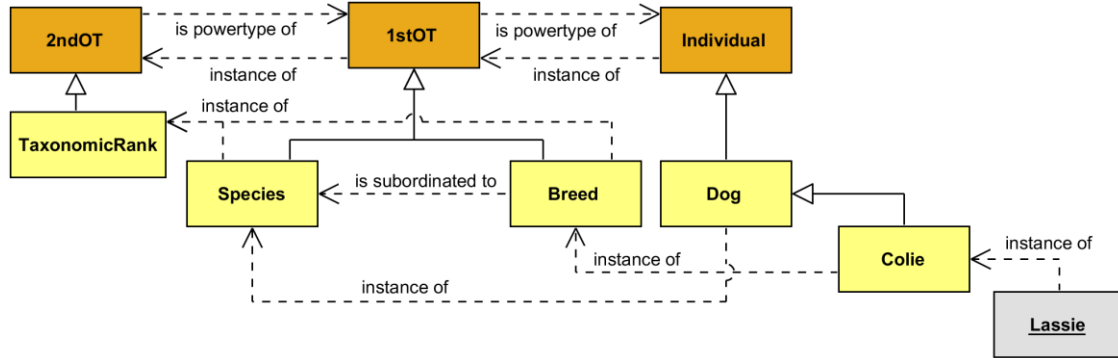 2ndOT
is powertype of
1stOT
is powertype of
Individual
instance of
instance of
instance of
TaxonomicRank
Species
is subordinated to
Breed
Dog
instance of
Colie
instance of
instance of
Lassie